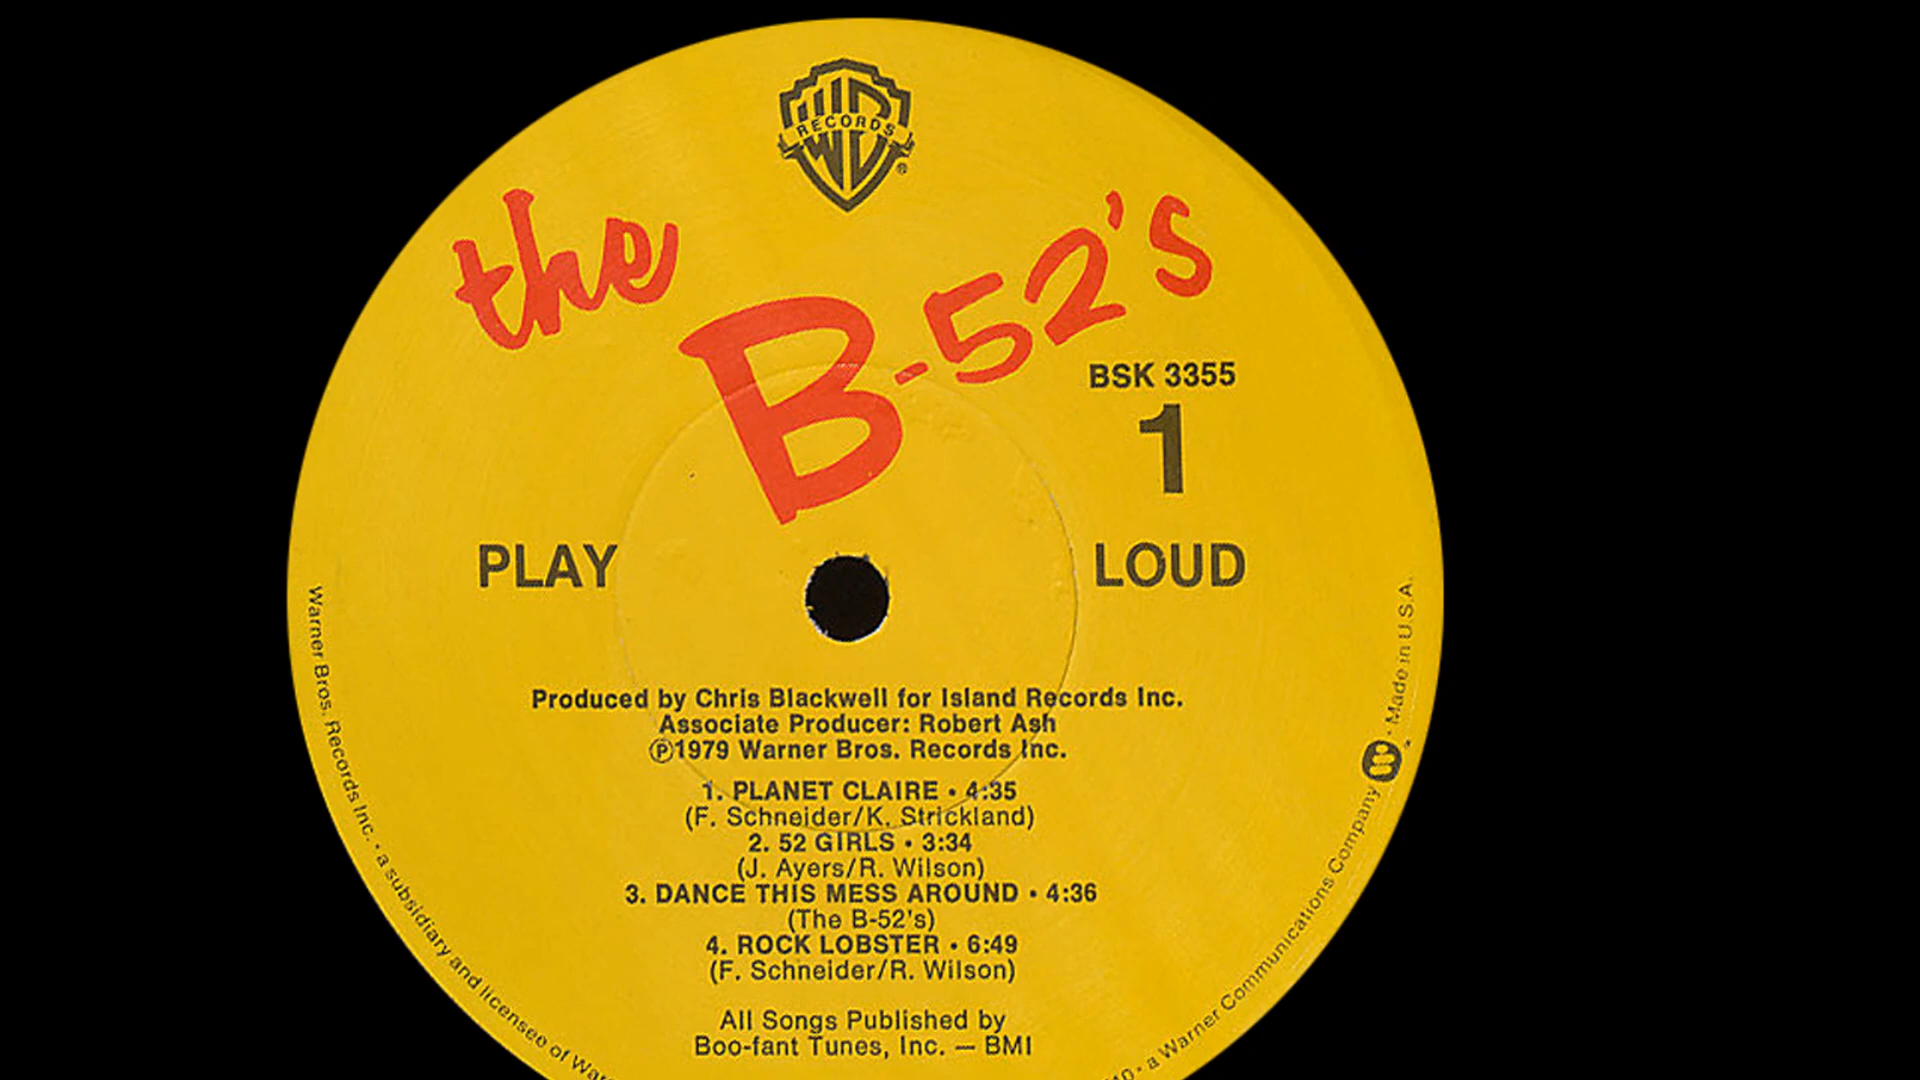 WB
RECORDS
®
the
B-52's
BSK 3355
1
PLAY
LOUD
Produced by Chris Blackwell for Island Records Inc.
Associate Producer: Robert Ash
Ⓟ1979 Warner Bros. Records Inc.
1. PLANET CLAIRE • 4:35
(F. Schneider/K. Strickland)
2. 52 GIRLS • 3:34
(J. Ayers/R. Wilson)
3. DANCE THIS MESS AROUND • 4:36
(The B-52's)
4. ROCK LOBSTER • 6:49
(F. Schneider/R. Wilson)
All Songs Published by
Boo-fant Tunes, Inc. — BMI
Warner Bros. Records Inc. • a subsidiary and licensee of
• a Warner Communications Company • Made in U.S.A.